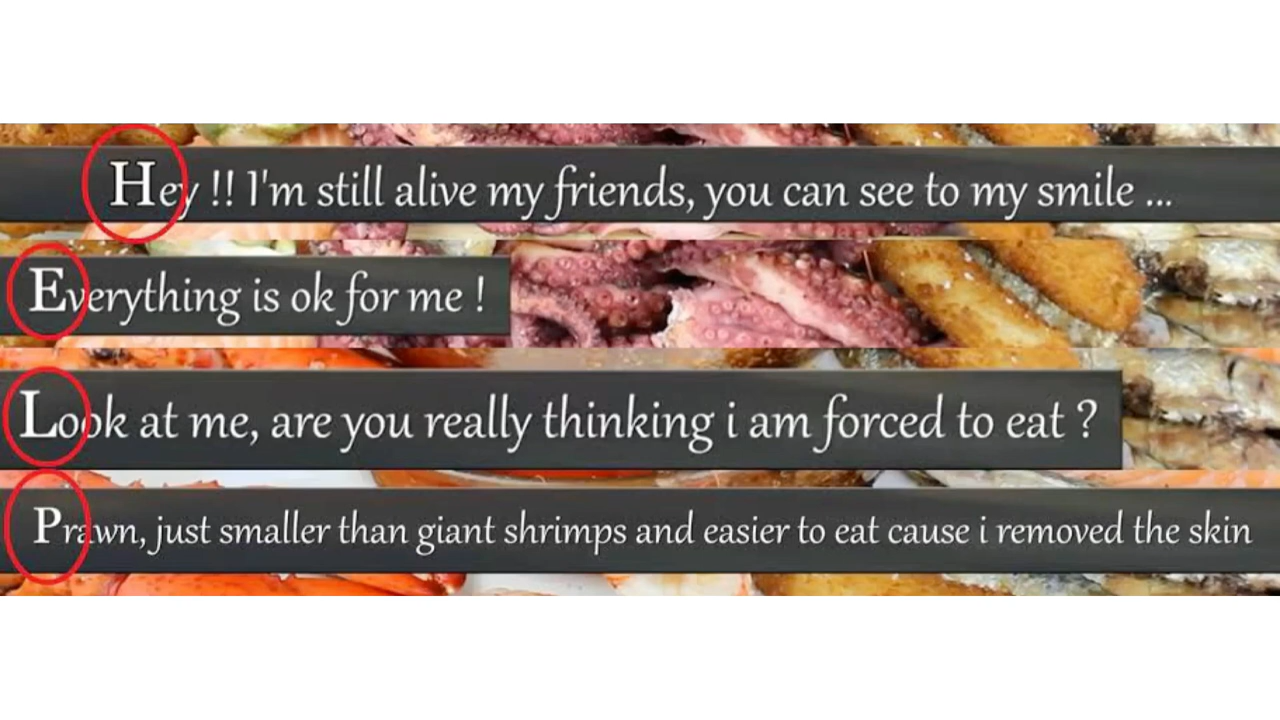 Hey !! I'm still alive my friends, you can see to my smile ...
Everything is ok for me !
Look at me, are you really thinking i am forced to eat ?
Prawn, just smaller than giant shrimps and easier to eat cause i removed the skin